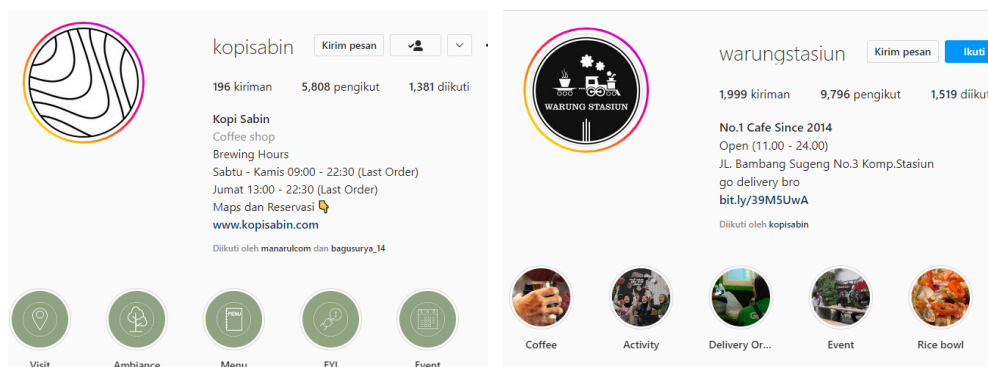 kopisabin
Kirim pesan
196 kiriman 5,808 pengikut 1,381 diikuti
Kopi Sabin
Coffee shop
Brewing Hours
Sabtu - Kamis 09:00 - 22:30 (Last Order)
Jumat 13:00 - 22:30 (Last Order)
Maps dan Reservasi
www.kopisabin.com
Diikuti oleh manarulcom dan bagusurya_14
MENU
Visit Ambiance Menu FYI Event
WARUNG STASIUN
warungstasiun
Kirim pesan Ikuti
1,999 kiriman 9,796 pengikut 1,519 diikut
No.1 Cafe Since 2014
Open (11.00 - 24.00)
JL. Bambang Sugeng No.3 Komp.Stasiun
go delivery bro
bit.ly/39M5UwA
Diikuti oleh kopisabin
Coffee Activity Delivery Or... Event Rice bowl